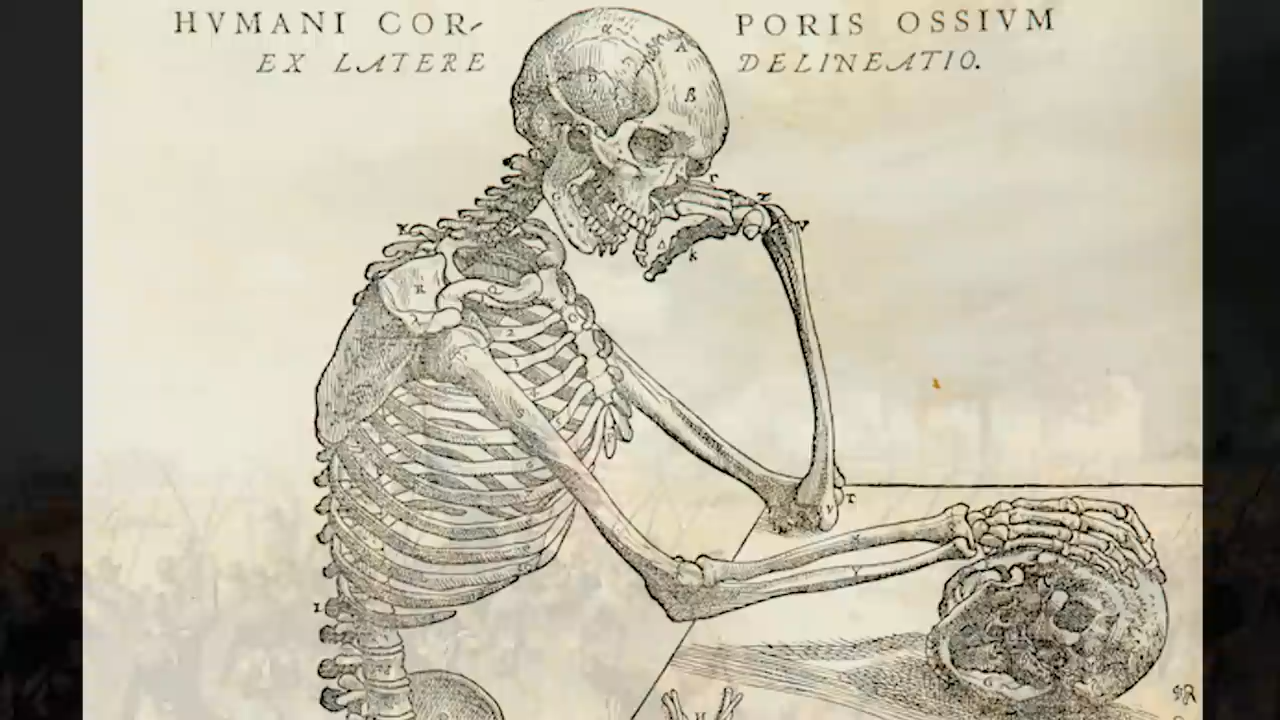 HVMANI COR- PORIS OSSIVM
EX LATERE DELINEATIO.